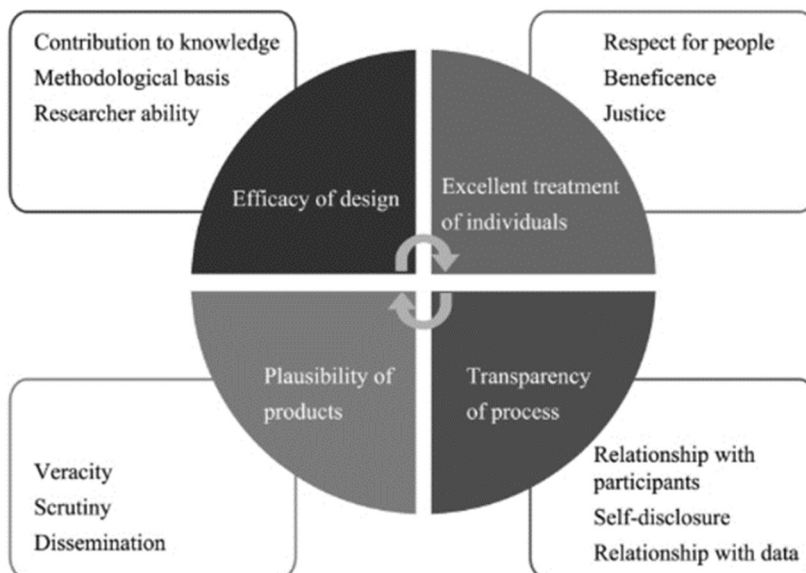 Contribution to knowledge
Methodological basis
Researcher ability
Respect for people
Beneficence
Justice
Efficacy of design
Excellent treatment
of individuals
Plausibility of
products
Transparency
of process
Veracity
Scrutiny
Dissemination
Relationship with
participants
Self-disclosure
Relationship with data